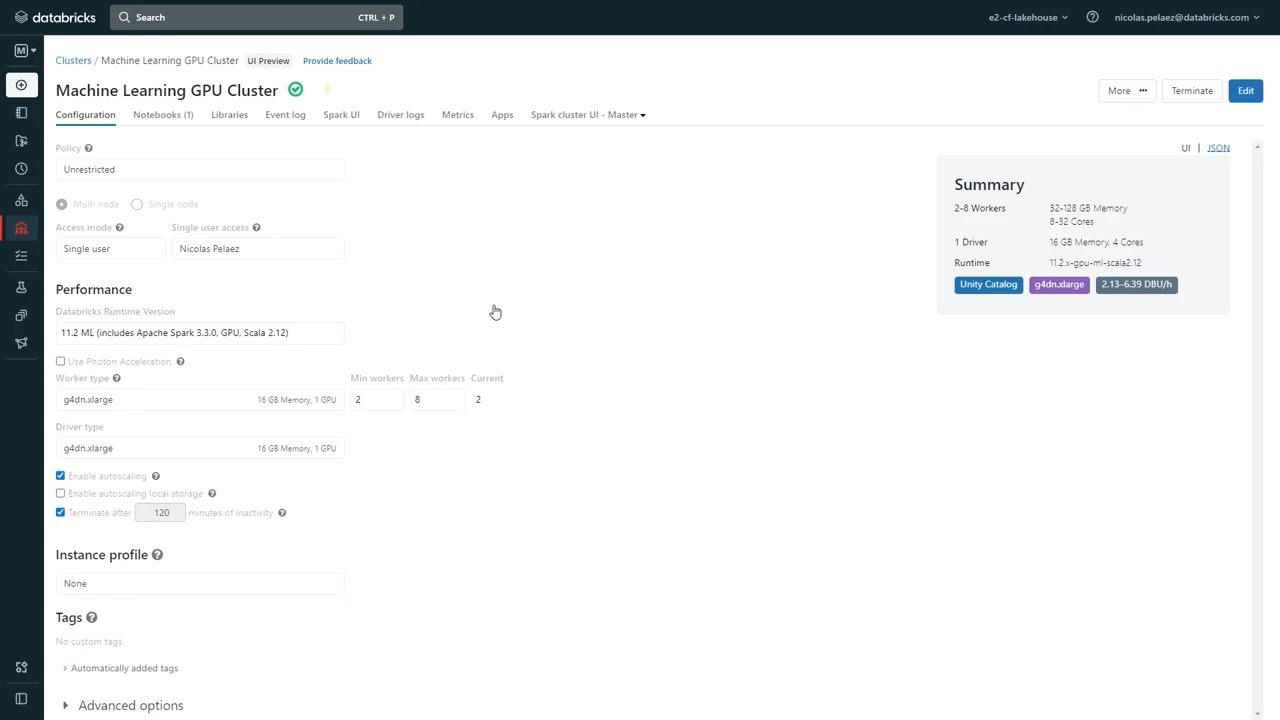 databricks
Search CTRL + P
e2-cf-lakehouse
nicolas.pelaez@databricks.com
M
Clusters / Machine Learning GPU Cluster UI Preview Provide feedback
Machine Learning GPU Cluster
More Terminate Edit
Configuration Notebooks (1) Libraries Event log Spark UI Driver logs Metrics Apps Spark cluster UI - Master
UI | JSON
Policy
Unrestricted
Multi node Single node
Access mode Single user access
Single user Nicolas Pelaez
Performance
Databricks Runtime Version
11.2 ML (includes Apache Spark 3.3.0, GPU, Scala 2.12)
Use Photon Acceleration
Worker type Min workers Max workers Current
g4dn.xlarge 16 GB Memory, 1 GPU 2 8 2
Driver type
g4dn.xlarge 16 GB Memory, 1 GPU
Enable autoscaling
Enable autoscaling local storage
Terminate after 120 minutes of inactivity
Instance profile
None
Tags
No custom tags
> Automatically added tags
Advanced options
Summary
2-8 Workers 32-128 GB Memory
8-32 Cores
1 Driver 16 GB Memory, 4 Cores
Runtime 11.2.x-gpu-ml-scala2.12
Unity Catalog g4dn.xlarge 2.13–6.39 DBU/h